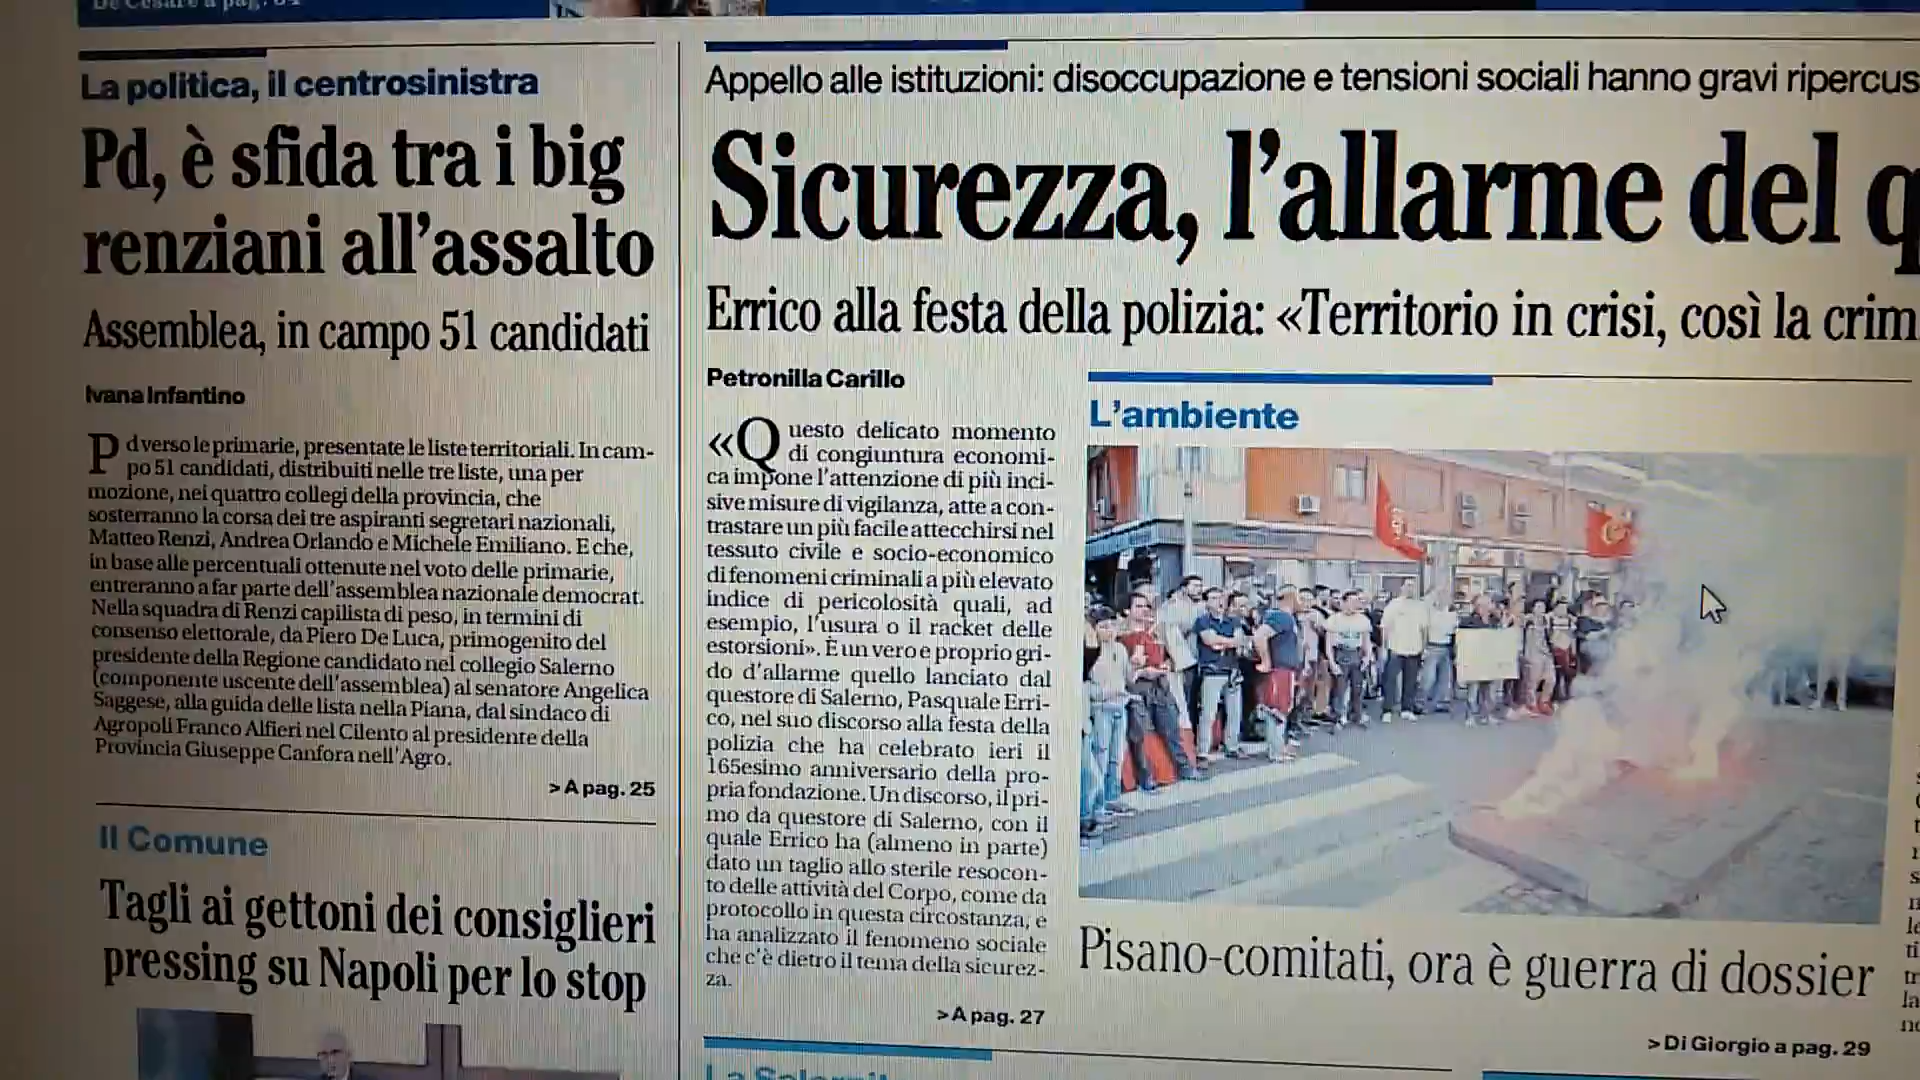 De Cesare a pag.
La politica, il centrosinistra
Pd, è sfida tra i big
renziani all'assalto
Assemblea, in campo 51 candidati
Ivana Infantino
Pd verso le primarie, presentate le liste territoriali. In cam-
po 51 candidati, distribuiti nelle tre liste, una per
mozione, nei quattro collegi della provincia, che
sosterranno la corsa dei tre aspiranti segretari nazionali,
Matteo Renzi, Andrea Orlando e Michele Emiliano. E che,
in base alle percentuali ottenute nel voto delle primarie,
entreranno a far parte dell'assemblea nazionale democrat.
Nella squadra di Renzi capilista di peso, in termini di
consenso elettorale, da Piero De Luca, primogenito del
presidente della Regione candidato nel collegio Salerno
(componente uscente dell'assemblea) al senatore Angelica
Saggese, alla guida delle lista nella Piana, dal sindaco di
Agropoli Franco Alfieri nel Cilento al presidente della
Provincia Giuseppe Canfora nell'Agro.
> A pag. 25
Il Comune
Tagli ai gettoni dei consiglieri
pressing su Napoli per lo stop
Appello alle istituzioni: disoccupazione e tensioni sociali hanno gravi ripercus
Sicurezza, l'allarme del q
Errico alla festa della polizia: «Territorio in crisi, così la crim
Petronilla Carillo
«Questo delicato momento
di congiuntura economi-
ca impone l'attenzione di più inci-
sive misure di vigilanza, atte a con-
trastare un più facile attecchirsi nel
tessuto civile e socio-economico
di fenomeni criminali a più elevato
indice di pericolosità quali, ad
esempio, l'usura o il racket delle
estorsioni». È un vero e proprio gri-
do d'allarme quello lanciato dal
questore di Salerno, Pasquale Erri-
co, nel suo discorso alla festa della
polizia che ha celebrato ieri il
165esimo anniversario della pro-
pria fondazione. Un discorso, il pri-
mo da questore di Salerno, con il
quale Errico ha (almeno in parte)
dato un taglio allo sterile resocon-
to delle attività del Corpo, come da
protocollo in questa circostanza, e
ha analizzato il fenomeno sociale
che c'è dietro il tema della sicurez-
za.
> A pag. 27
L'ambiente
Pisano-comitati, ora è guerra di dossier
> Di Giorgio a pag. 29